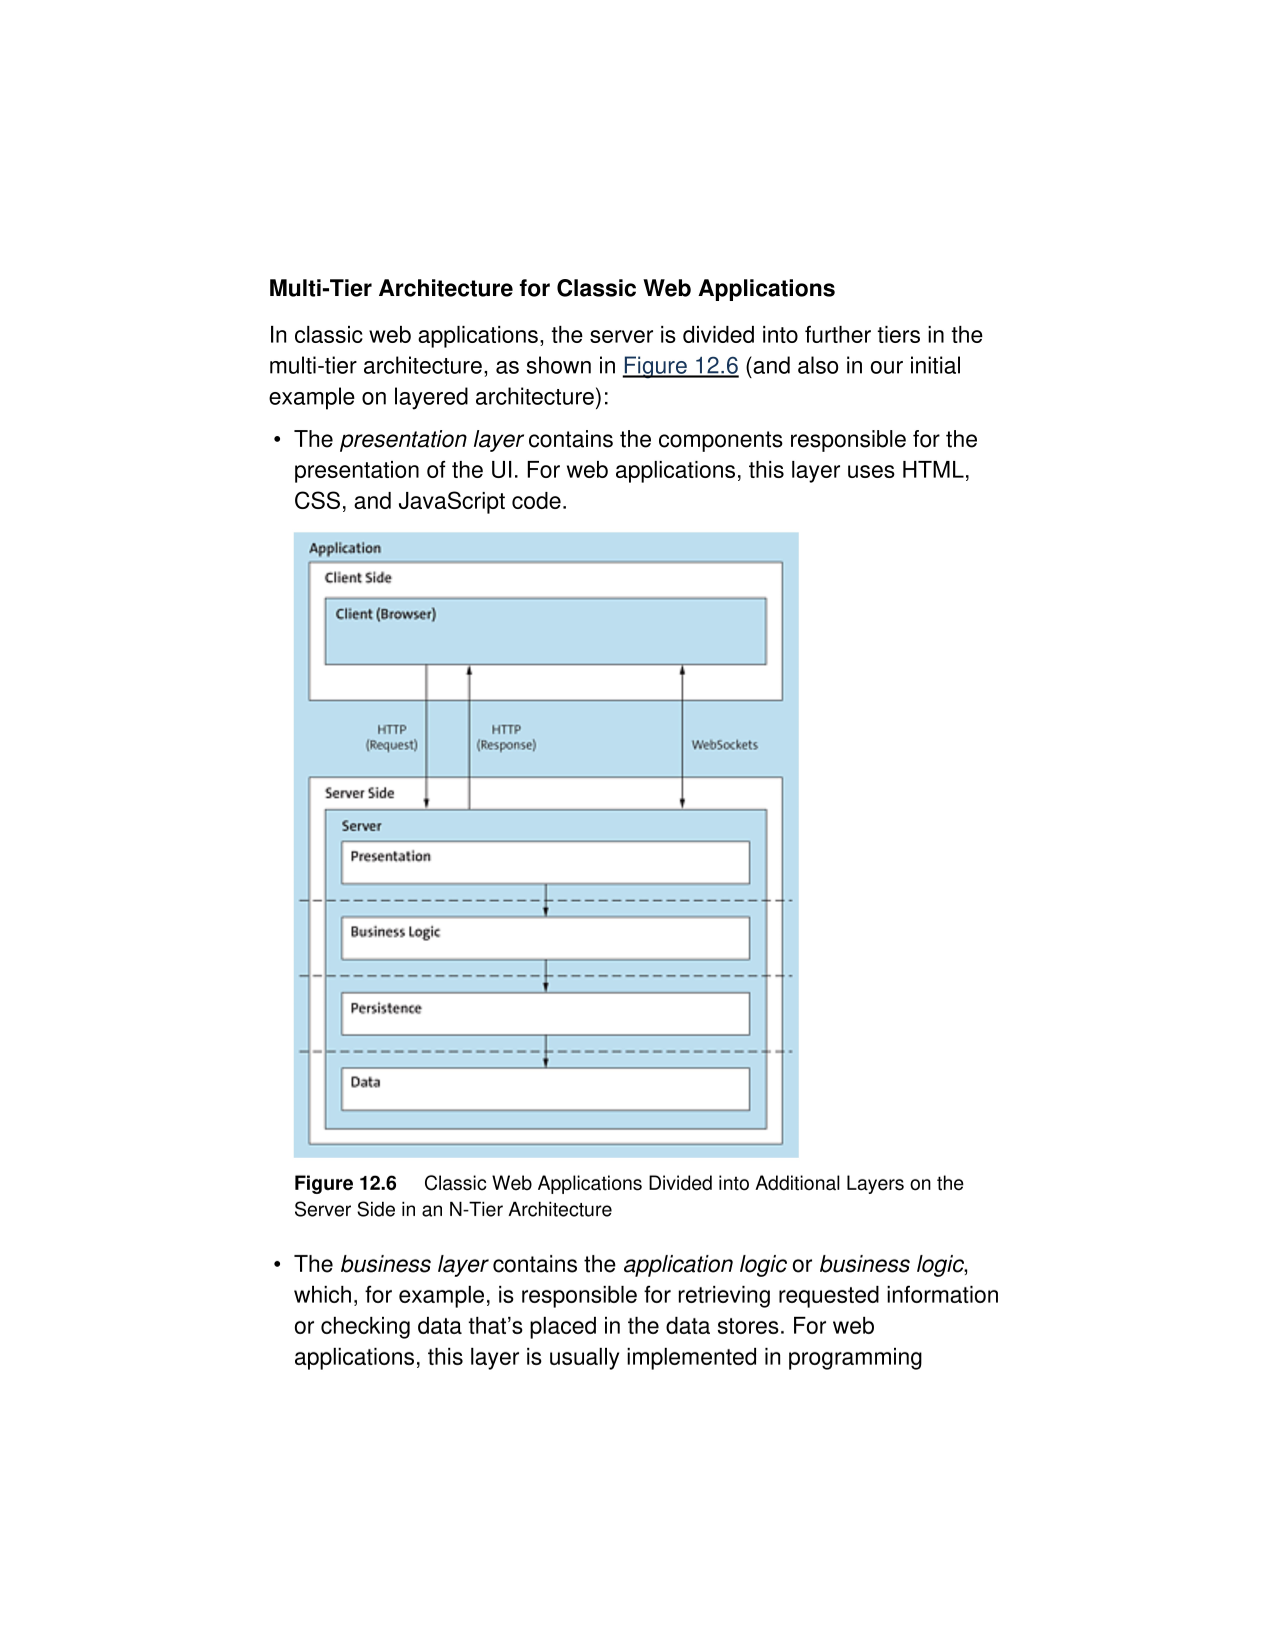 Multi-Tier Architecture for Classic Web Applications
In classic web applications, the server is divided into further tiers in the
multi-tier architecture, as shown in Figure 12.6 (and also in our initial
example on layered architecture):
• The presentation layer contains the components responsible for the
presentation of the UI. For web applications, this layer uses HTML,
CSS, and JavaScript code.
Application
Client Side
Client (Browser)
HTTP
(Request)
HTTP
(Response)
WebSockets
Server Side
Server
Presentation
Business Logic
Persistence
Data
Figure 12.6 Classic Web Applications Divided into Additional Layers on the
Server Side in an N-Tier Architecture
• The business layer contains the application logic or business logic,
which, for example, is responsible for retrieving requested information
or checking data that’s placed in the data stores. For web
applications, this layer is usually implemented in programming